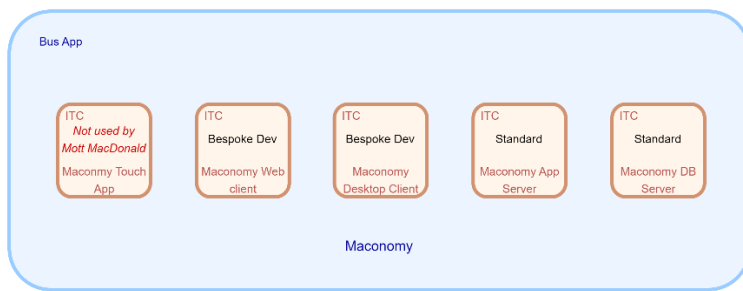 Bus App
ITC
Not used by
Mott MacDonald
Maconmy Touch
App
ITC
Bespoke Dev
Maconomy Web
client
ITC
Bespoke Dev
Maconomy
Desktop Client
ITC
Standard
Maconomy App
Server
ITC
Standard
Maconomy DB
Server
Maconomy